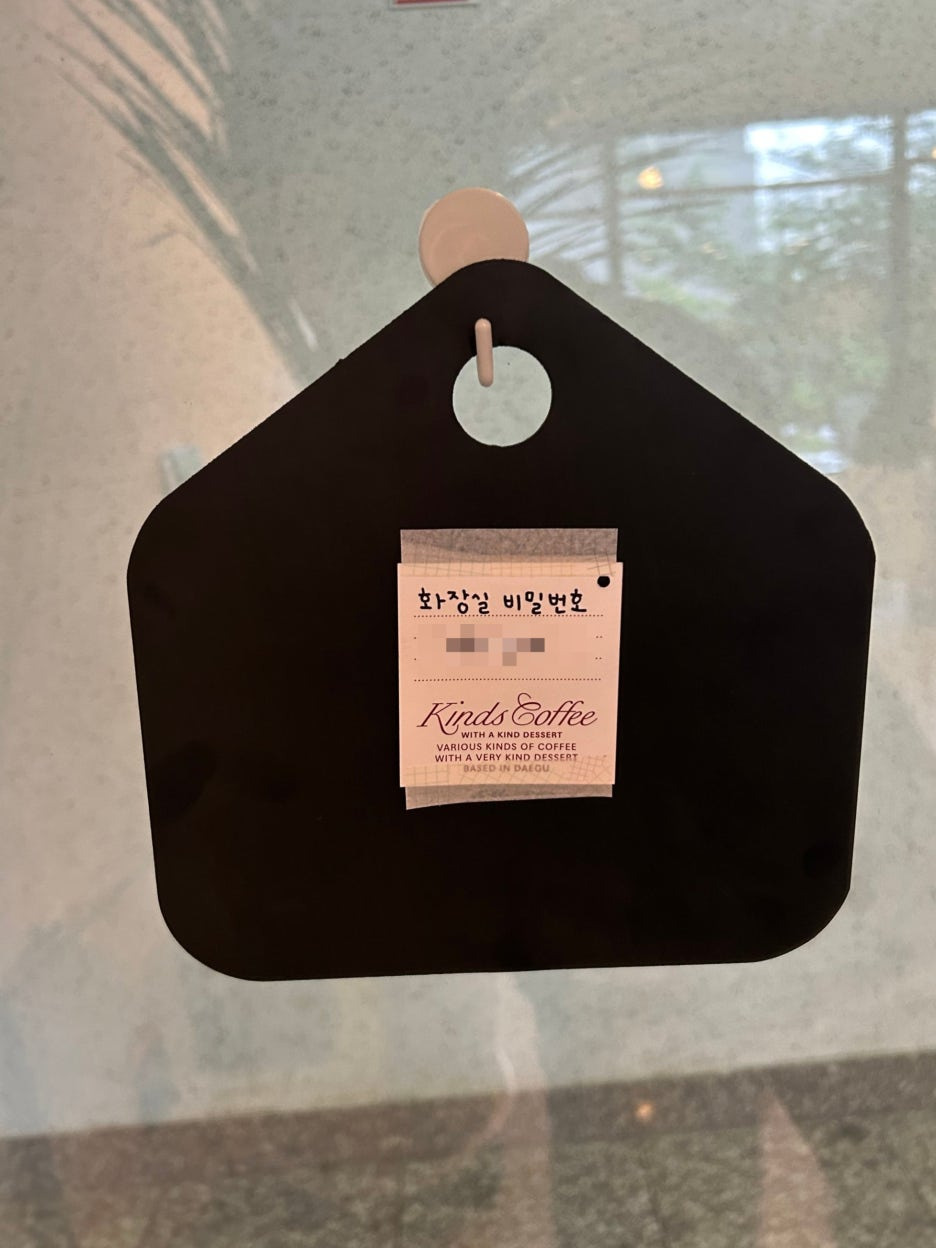 화장실 비밀번호
Kinds Coffee
WITH A KIND DESSERT
VARIOUS KINDS OF COFFEE
WITH A VERY KIND DESSERT
BASED IN DAEGU